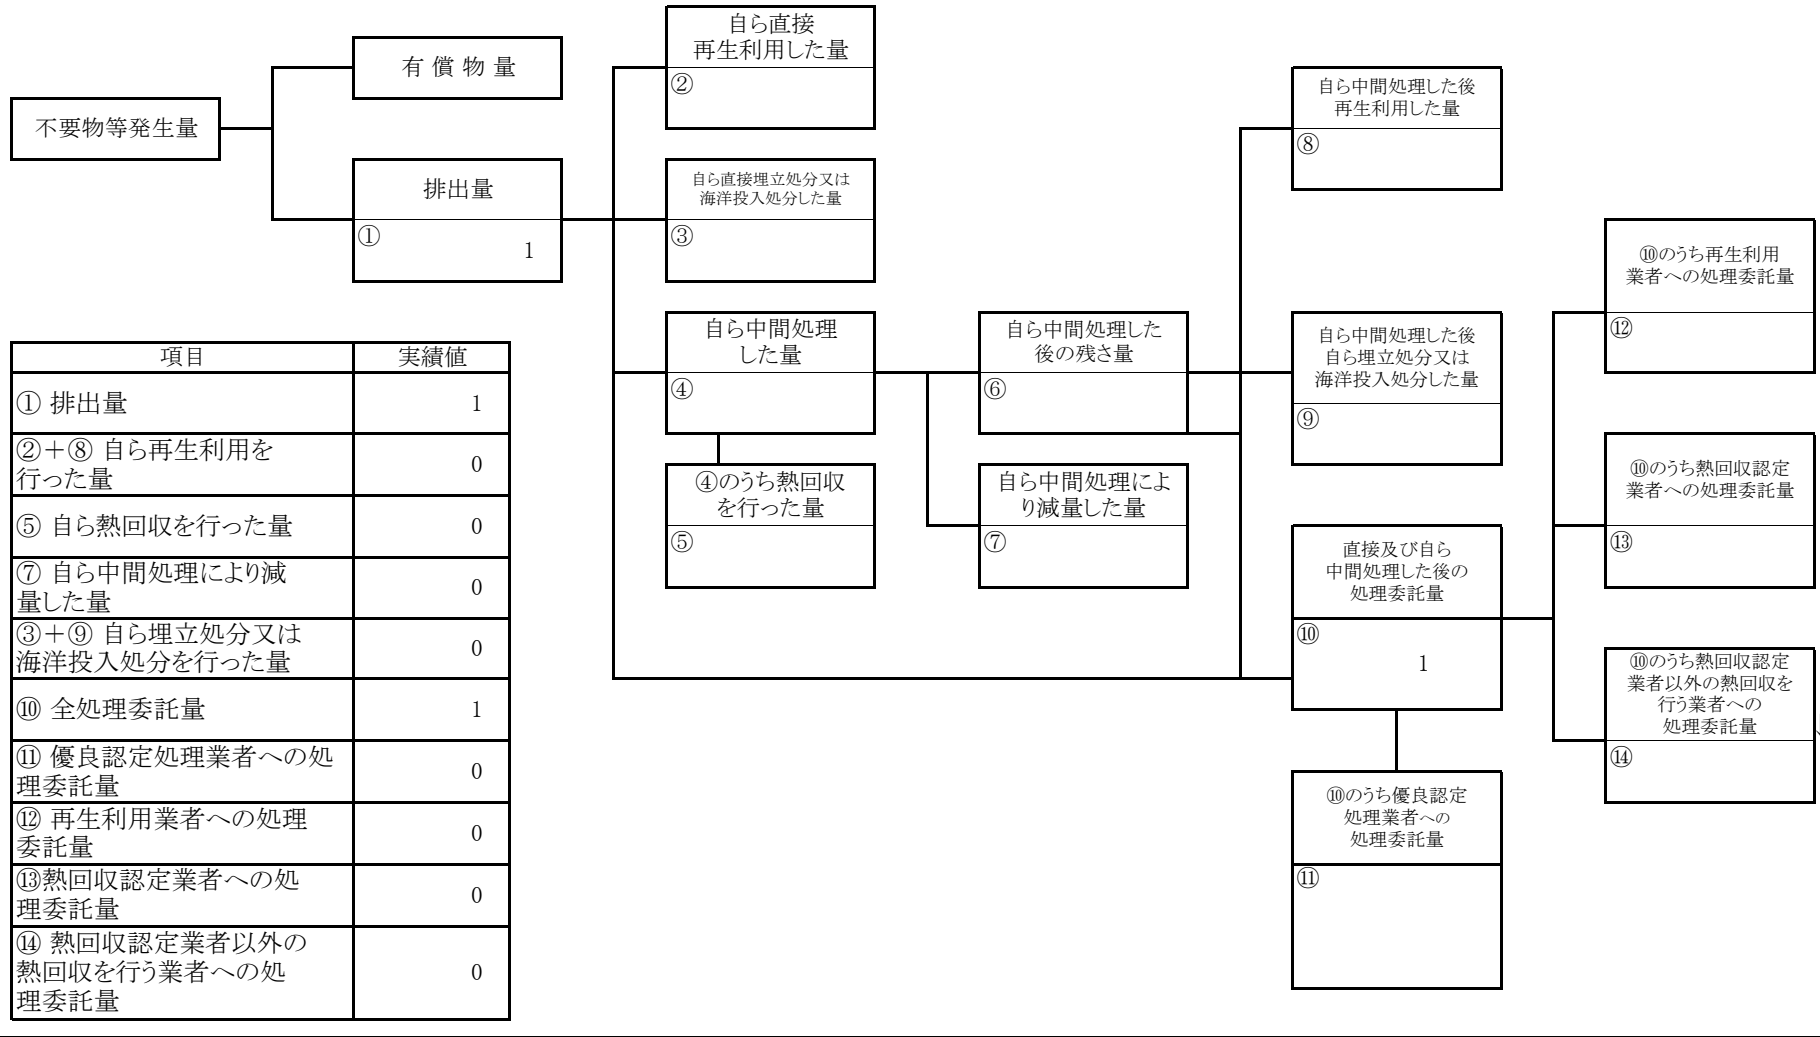 不要物等発生量
有 償 物 量
排出量
①
1
自ら直接
再生利用した量
②
自ら直接埋立処分又は
海洋投入処分した量
③
自ら中間処理
した量
④
④のうち熱回収
を行った量
⑤
自ら中間処理した
後の残さ量
⑥
自ら中間処理によ
り減量した量
⑦
自ら中間処理した後
再生利用した量
⑧
自ら中間処理した後
自ら埋立処分又は
海洋投入処分した量
⑨
直接及び自ら
中間処理した後の
処理委託量
⑩
1
⑩のうち優良認定
処理業者への
処理委託量
⑪
⑩のうち再生利用
業者への処理委託量
⑫
⑩のうち熱回収認定
業者への処理委託量
⑬
⑩のうち熱回収認定
業者以外の熱回収を
行う業者への
処理委託量
⑭
項目 実績値
① 排出量 1
②＋⑧ 自ら再生利用を
行った量 0
⑤ 自ら熱回収を行った量 0
⑦ 自ら中間処理により減
量した量 0
③＋⑨ 自ら埋立処分又は
海洋投入処分を行った量 0
⑩ 全処理委託量 1
⑪ 優良認定処理業者への処
理委託量 0
⑫ 再生利用業者への処理
委託量 0
⑬熱回収認定業者への処
理委託量 0
⑭ 熱回収認定業者以外の
熱回収を行う業者への処 0
理委託量